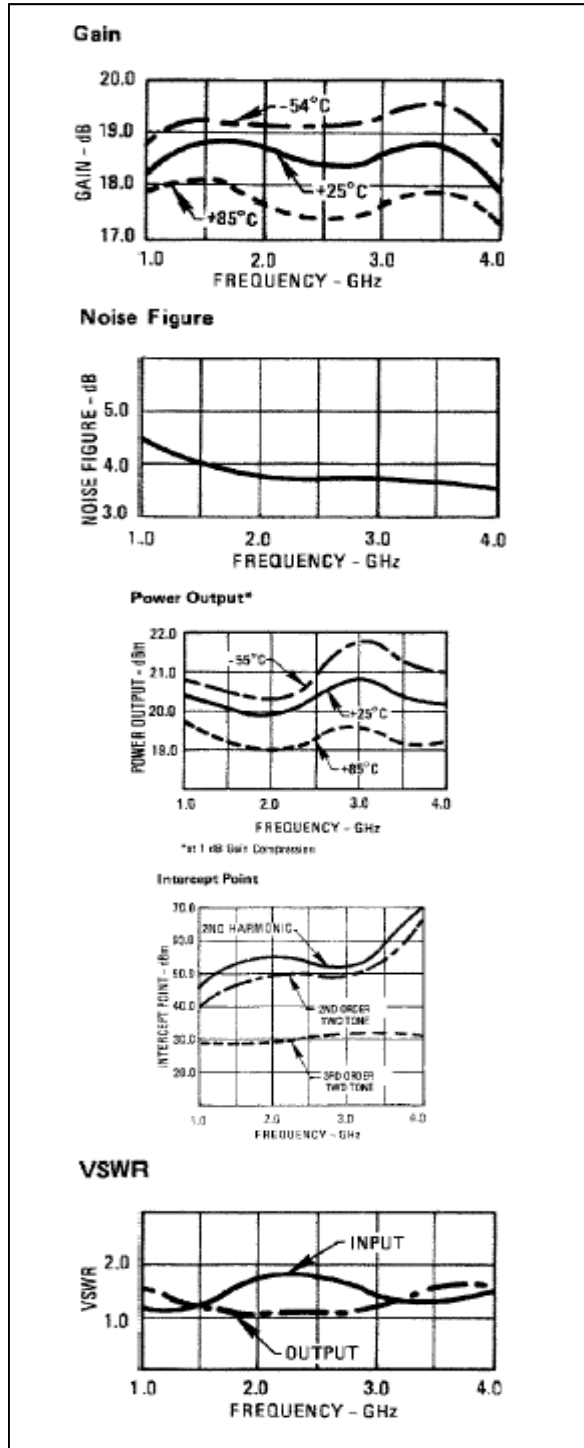 Gain
20.0
-54°C
19.0
GAIN - dB
18.0
+25°C
+85°C
17.0
1.0 2.0 3.0 4.0
FREQUENCY - GHz
Noise Figure
NOISE FIGURE - dB
5.0
4.0
3.0
1.0 2.0 3.0 4.0
FREQUENCY - GHz
Power Output*
22.0
-55°C
21.0
POWER OUTPUT - dBm
20.0
+25°C
19.0
+85°C
1.0 2.0 3.0 4.0
FREQUENCY - GHz
*at 1 dB Gain Compression
Intercept Point
70.0
2ND HARMONIC
60.0
INTERCEPT POINT - dBm
50.0
40.0
2ND ORDER
TWO TONE
30.0
3RD ORDER
TWO TONE
20.0
1.0 2.0 3.0 4.0
FREQUENCY - GHz
VSWR
INPUT
2.0
VSWR
1.0
OUTPUT
1.0 2.0 3.0 4.0
FREQUENCY - GHz